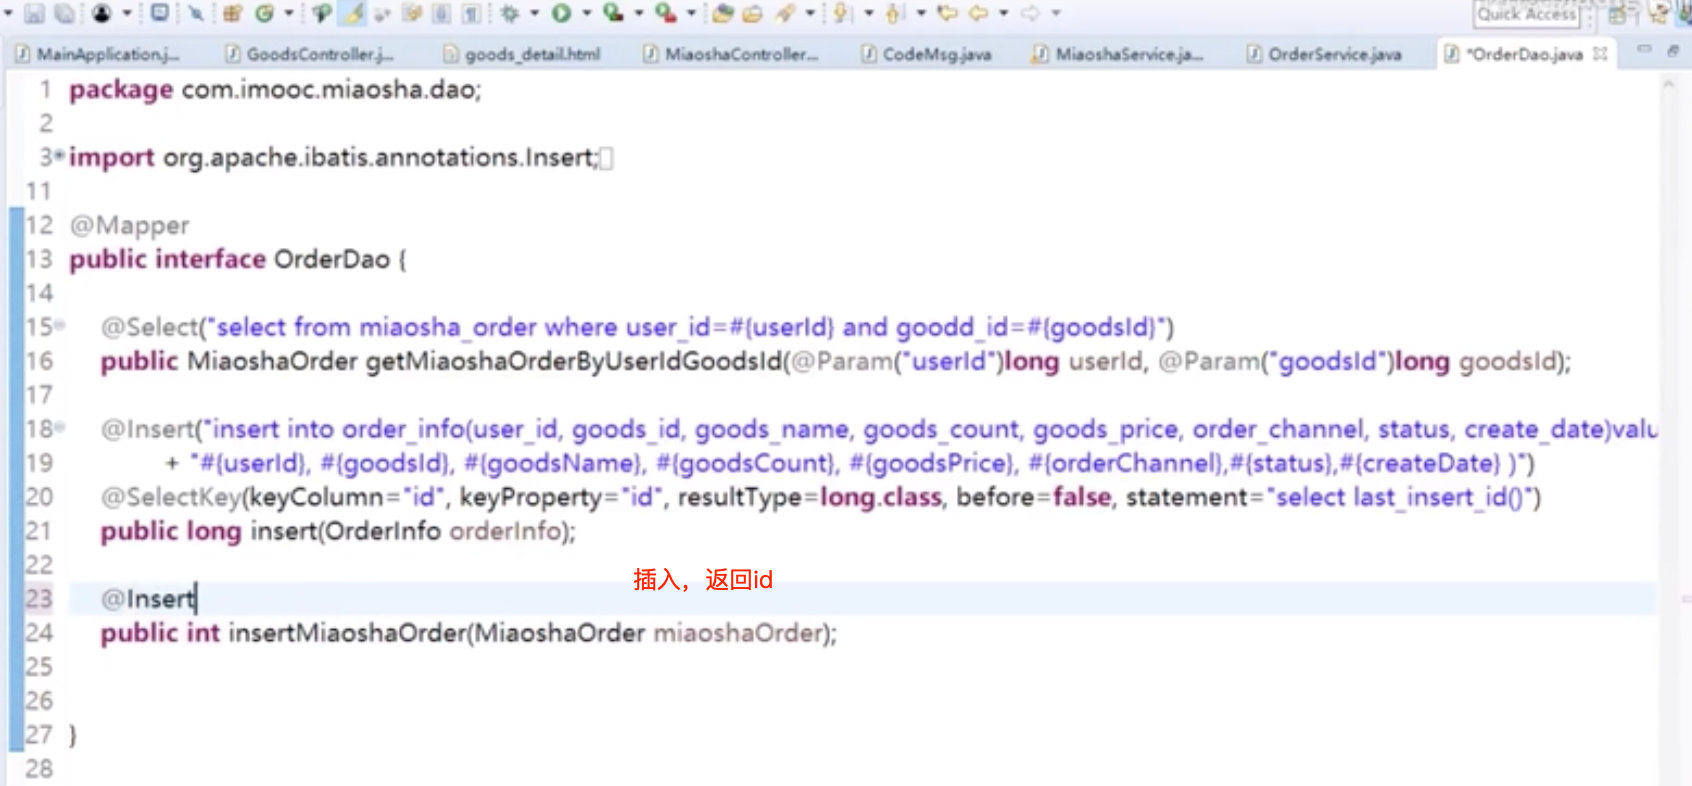 Quick Access
MainApplication.j... GoodsController.j... goods_detail.html MiaoshaController... CodeMsg.java MiaoshaService.ja... OrderService.java *OrderDao.java
1 package com.imooc.miaosha.dao;
2
3 import org.apache.ibatis.annotations.Insert;
11
12 @Mapper
13 public interface OrderDao {
14
15 @Select("select from miaosha_order where user_id=#{userId} and goodd_id=#{goodsId}")
16 public MiaoshaOrder getMiaoshaOrderByUserIdGoodsId(@Param("userId")long userId, @Param("goodsId")long goodsId);
17
18 @Insert("insert into order_info(user_id, goods_id, goods_name, goods_count, goods_price, order_channel, status, create_date)valu
19 + "#{userId}, #{goodsId}, #{goodsName}, #{goodsCount}, #{goodsPrice}, #{orderChannel},#{status},#{createDate} )")
20 @SelectKey(keyColumn="id", keyProperty="id", resultType=long.class, before=false, statement="select last_insert_id()")
21 public long insert(OrderInfo orderInfo);
22
插入，返回id
23 @Insert
24 public int insertMiaoshaOrder(MiaoshaOrder miaoshaOrder);
25
26
27 }
28